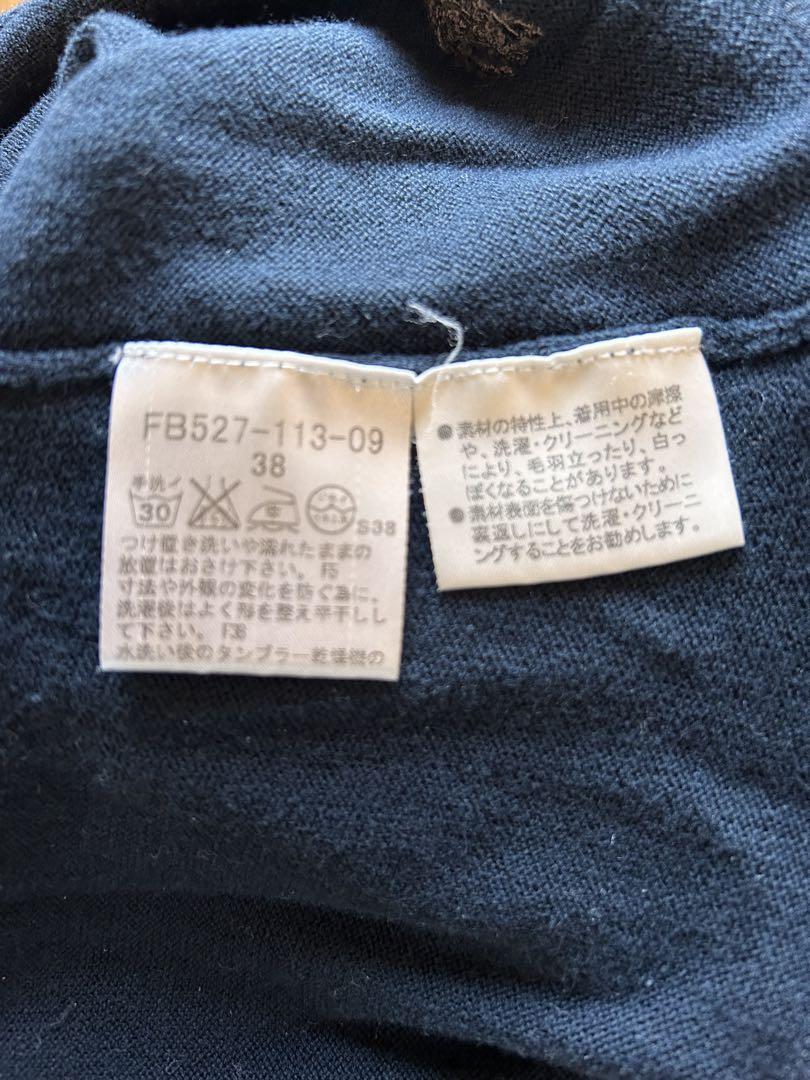 FB527-113-09
38
手洗イ
30
S38
つけ置き洗いや濡れたままの
放置はおさけ下さい。 F5
寸法や外観の変化を防ぐ為に、
洗濯後はよく形を整え平干しし
て下さい。 F36
水洗い後のタンブラー乾燥機の
●素材の特性上、着用中の摩擦
や、洗濯・クリーニングなど
により、毛羽立ったり、白っ
ぽくなることがあります。
●素材表面を傷つけないために
裏返しにして洗濯・クリーニ
ングすることをお勧めします。